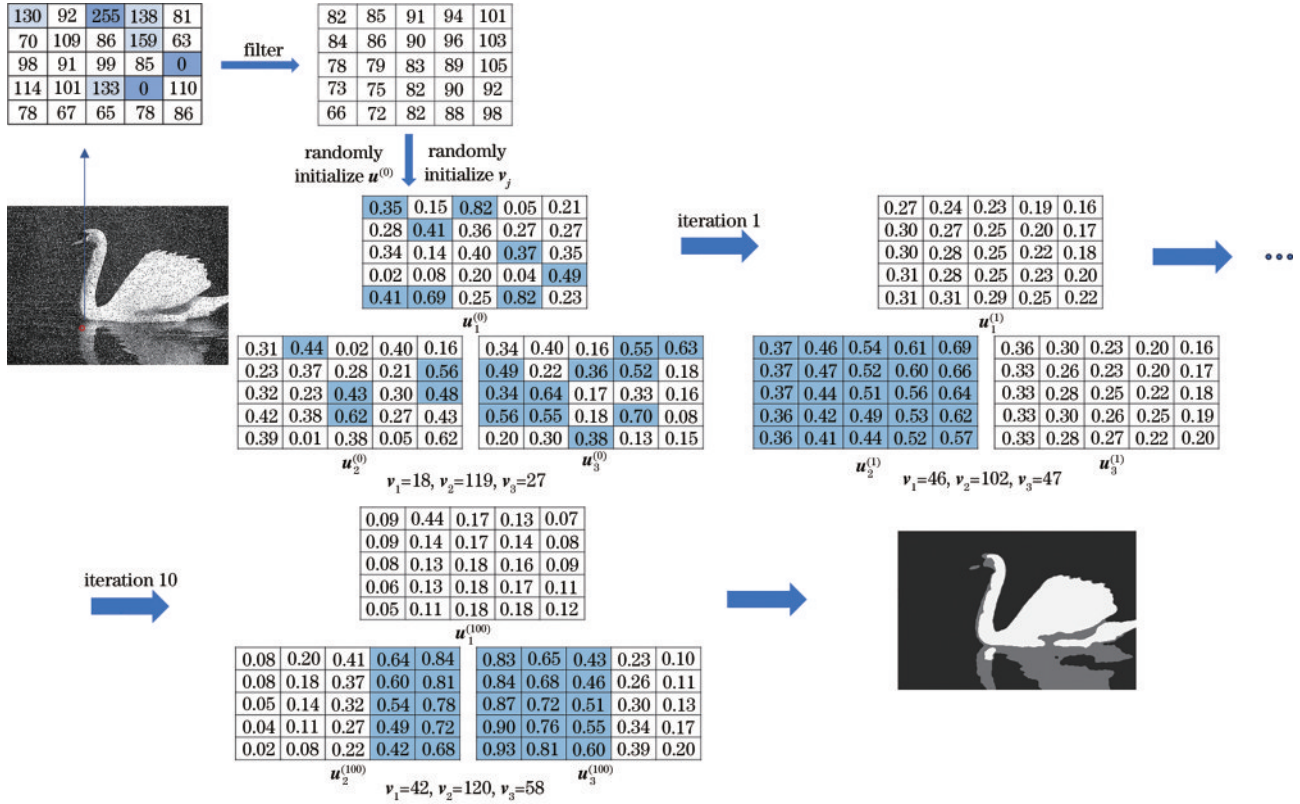 130 92 255 138 81
70 109 86 159 63
98 91 99 85 0
114 101 133 0 110
78 67 65 78 86
filter
82 85 91 94 101
84 86 90 96 103
78 79 83 89 105
73 75 82 90 92
66 72 82 88 98
randomly initialize u^(0)
randomly initialize v_j
0.35 0.15 0.82 0.05 0.21
0.28 0.41 0.36 0.27 0.27
0.34 0.14 0.40 0.37 0.35
0.02 0.08 0.20 0.04 0.49
0.41 0.69 0.25 0.82 0.23
u_1^(0)
0.31 0.44 0.02 0.40 0.16
0.23 0.37 0.28 0.21 0.56
0.32 0.23 0.43 0.30 0.48
0.42 0.38 0.62 0.27 0.43
0.39 0.01 0.38 0.05 0.62
u_2^(0)
0.34 0.40 0.16 0.55 0.63
0.49 0.22 0.36 0.52 0.18
0.34 0.64 0.17 0.33 0.16
0.56 0.55 0.18 0.70 0.08
0.20 0.30 0.38 0.13 0.15
u_3^(0)
v_1=18, v_2=119, v_3=27
iteration 1
0.27 0.24 0.23 0.19 0.16
0.30 0.27 0.25 0.20 0.17
0.30 0.28 0.25 0.22 0.18
0.31 0.28 0.25 0.23 0.20
0.31 0.31 0.29 0.25 0.22
u_1^(1)
0.37 0.46 0.54 0.61 0.69
0.37 0.47 0.52 0.60 0.66
0.37 0.44 0.51 0.56 0.64
0.36 0.42 0.49 0.53 0.62
0.36 0.41 0.44 0.52 0.57
u_2^(1)
0.36 0.30 0.23 0.20 0.16
0.33 0.26 0.23 0.20 0.17
0.33 0.28 0.25 0.22 0.18
0.33 0.30 0.26 0.25 0.19
0.33 0.28 0.27 0.22 0.20
u_3^(1)
v_1=46, v_2=102, v_3=47
...
iteration 10
0.09 0.44 0.17 0.13 0.07
0.09 0.14 0.17 0.14 0.08
0.08 0.13 0.18 0.16 0.09
0.06 0.13 0.18 0.17 0.11
0.05 0.11 0.18 0.18 0.12
u_1^(100)
0.08 0.20 0.41 0.64 0.84
0.08 0.18 0.37 0.60 0.81
0.05 0.14 0.32 0.54 0.78
0.04 0.11 0.27 0.49 0.72
0.02 0.08 0.22 0.42 0.68
u_2^(100)
0.83 0.65 0.43 0.23 0.10
0.84 0.68 0.46 0.26 0.11
0.87 0.72 0.51 0.30 0.13
0.90 0.76 0.55 0.34 0.17
0.93 0.81 0.60 0.39 0.20
u_3^(100)
v_1=42, v_2=120, v_3=58